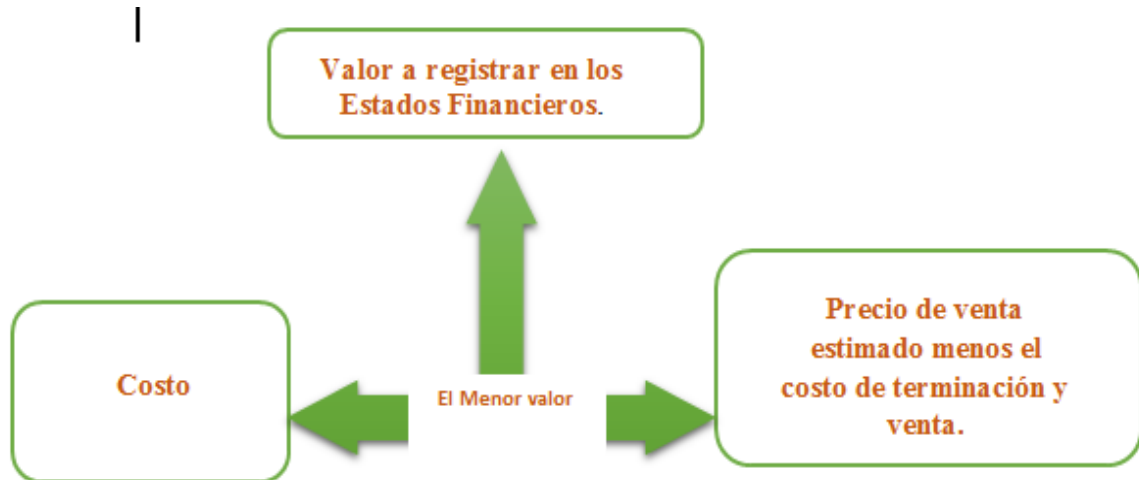 Valor a registrar en los
Estados Financieros.
Costo
El Menor valor
Precio de venta
estimado menos el
costo de terminación y
venta.